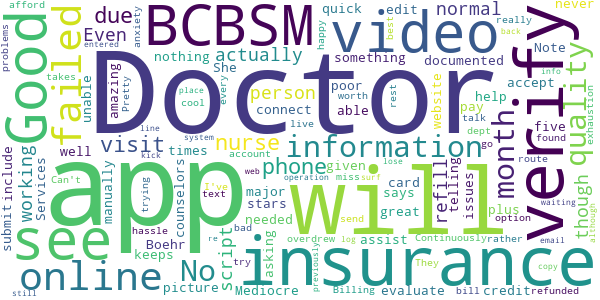 problems
afford
anxiety
Good
Even
due
failed
BCBSM
actually
nothing
She
amazing
Pretty
every
unable
place
cool
something
person
poor
quick
happy
video
connect
worth
able
best
rest
edit
really
back
normal
documented
website
pay
talk
dept
never
Note
accept
help
go
five
found
verify
quality
exhaustion
Info
although
Doctor
visit
nurse
information
month
though
route
working
well
times
line
system
live
takes
include
Services
submit
see
app
will
phone
given
miss
surf
card
says
major
stars
great
refill
telling
issues
plus
option
waiting
email
Can't
trying
manually
kick
account
web
operation
lose
I've
text
counselors
hassle
needed
overdrew
log
assist
Continuously
rather
send
previously
They
copy
online
No
Boehr
keeps
script
asking
bad
re
try
insurance
still
picture
Mediocre
Billing
evaluate
bill
credit
refunded
entered